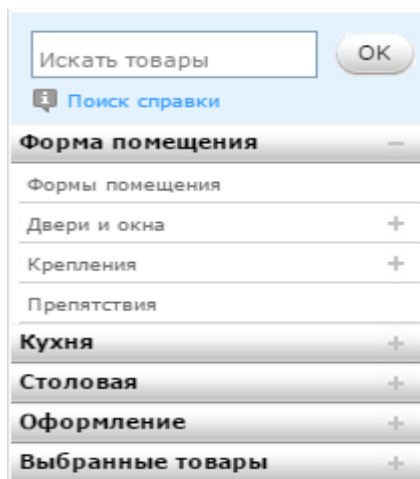 Искать товары
OK
Поиск справки
Форма помещения
Формы помещения
Двери и окна
Крепления
Препятствия
Кухня
Столовая
Оформление
Выбранные товары